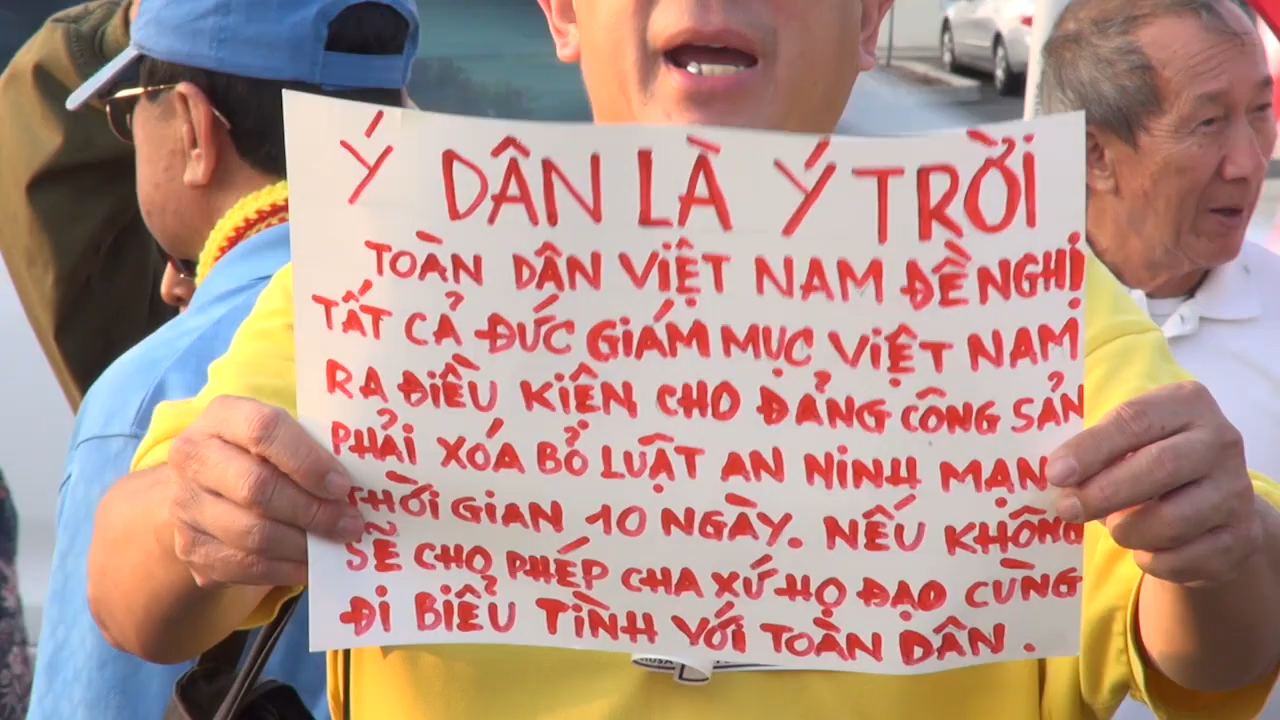 Ý DÂN LÀ Ý TRỜI
TOÀN DÂN VIỆT NAM ĐỀ NGHỊ
TẤT CẢ ĐỨC GIÁM MỤC VIỆT NAM
RA ĐIỀU KIỆN CHO ĐẢNG CÔNG SẢN
PHẢI XÓA BỎ LUẬT AN NINH MẠN
THỜI GIAN 10 NGÀY. NẾU KHÔNG
SẼ CHO PHÉP CHA XỨ HỌ ĐẠO CÙNG
ĐI BIỂU TÌNH VỚI TOÀN DÂN.